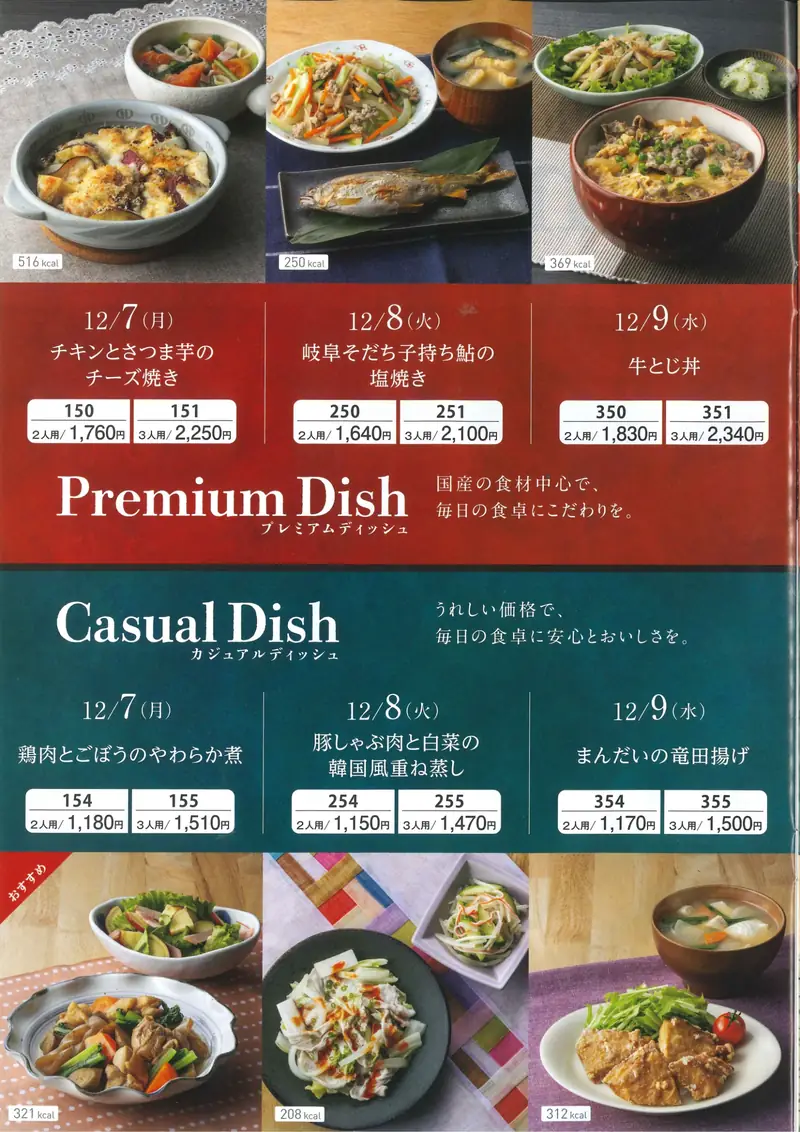 516 kcal
250 kcal
369 kcal
12/7(月)
チキンとさつま芋の
チーズ焼き
150
2人用/1,760円
151
3人用/2,250円
12/8(火)
岐阜そだち子持ち鮎の
塩焼き
250
2人用/1,640円
251
3人用/2,100円
12/9(水)
牛とじ丼
350
2人用/1,830円
351
3人用/2,340円
Premium Dish
プレミアムディッシュ
国産の食材中心で、
毎日の食卓にこだわりを。
Casual Dish
カジュアルディッシュ
うれしい価格で、
毎日の食卓に安心とおいしさを。
12/7(月)
鶏肉とごぼうのやわらか煮
154
2人用/1,180円
155
3人用/1,510円
12/8(火)
豚しゃぶ肉と白菜の
韓国風重ね蒸し
254
2人用/1,150円
255
3人用/1,470円
12/9(水)
まんだいの竜田揚げ
354
2人用/1,170円
355
3人用/1,500円
おすすめ
321 kcal
208 kcal
312 kcal